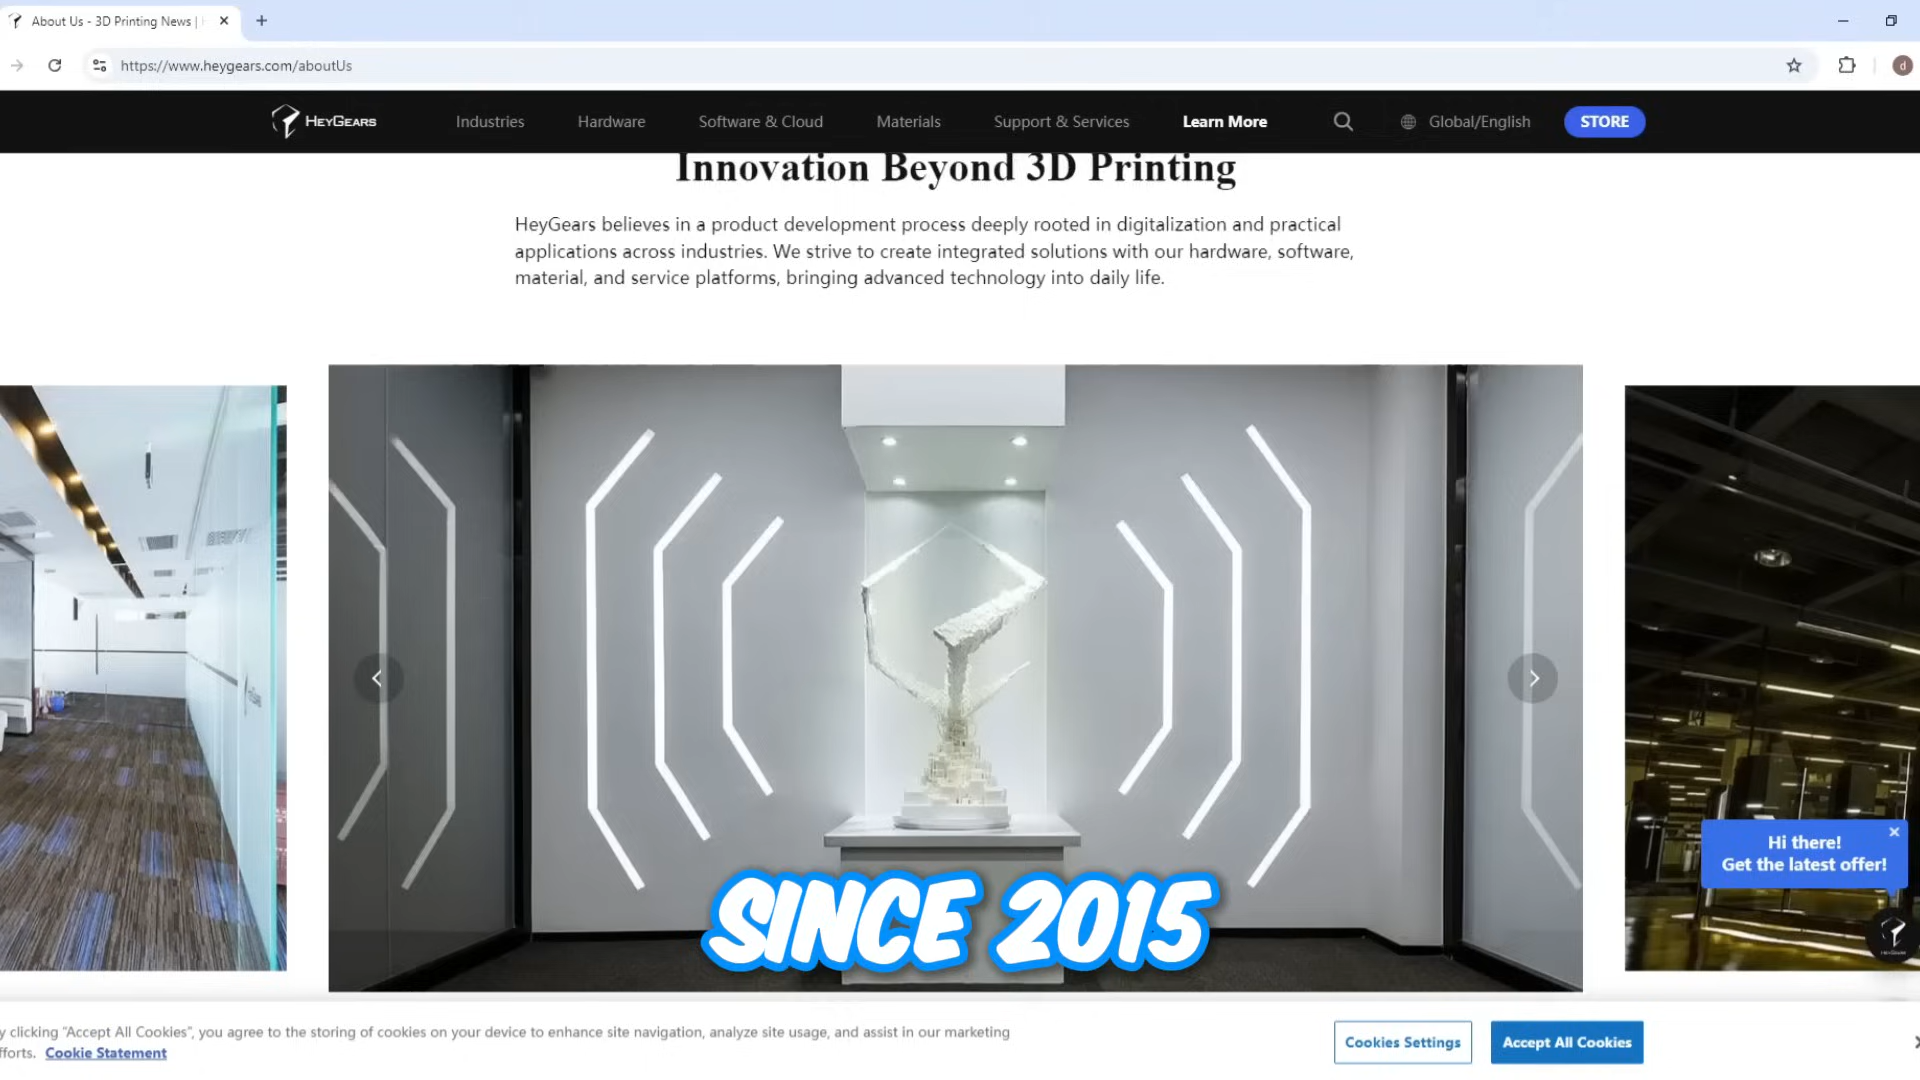 About Us - 3D Printing News |
https://www.heygears.com/aboutUs
HEYGEARS
Industries
Hardware
Software & Cloud
Materials
Support & Services
Learn More
Global/English
STORE
Innovation Beyond 3D Printing
HeyGears believes in a product development process deeply rooted in digitalization and practical
applications across industries. We strive to create integrated solutions with our hardware, software,
material, and service platforms, bringing advanced technology into daily life.
Hi there!
Get the latest offer!
SINCE 2015
y clicking “Accept All Cookies”, you agree to the storing of cookies on your device to enhance site navigation, analyze site usage, and assist in our marketing
fforts. Cookie Statement
Cookies Settings
Accept All Cookies
d